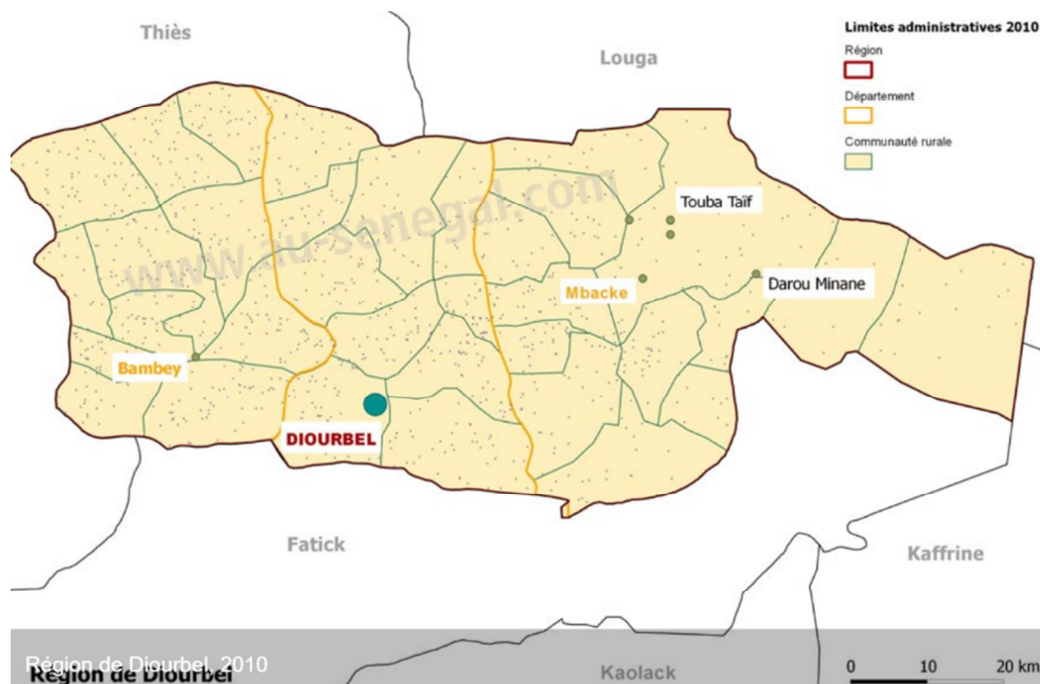 Thiès
Louga
Limites administratives 2010
Région
Département
Communauté rurale
www.au-senegal.com
Touba Taïf
Mbacke
Darou Minane
Bambey
DIOURBEL
Fatick
Kaffrine
Région de Diourbel, 2010
Région de Diourbel
Kaolack
0 10 20 km